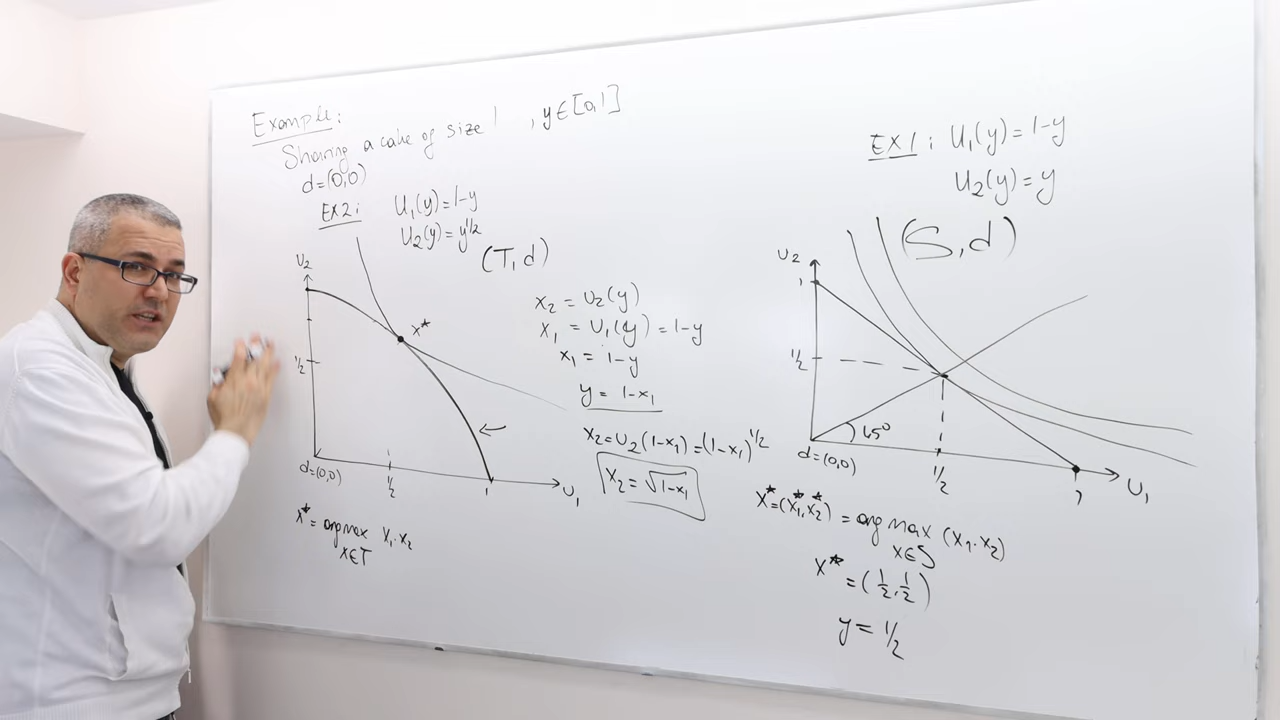 Example:
Sharing a cake of size 1 , y∈[0,1]
d=(0,0)
EX2: U₁(y)=1-y
U₂(y)=y^1/2
(T,d)
U₂
1/2
x*
d=(0,0)
1/2
1
U₁
x*= argmax x₁·x₂
x∈T
x₂ = U₂(y)
x₁ = U₁(y) = 1-y
x₁ = 1-y
y = 1-x₁
x₂=U₂(1-x₁)=(1-x₁)^1/2
x₂=√1-x₁
EX1: U₁(y)=1-y
U₂(y)=y
(S,d)
U₂
1
1/2
45°
d=(0,0)
1/2
1
U₁
x*=(x₁*,x₂*) = argmax (x₁·x₂)
x∈S
x*=(1/2,1/2)
y=1/2